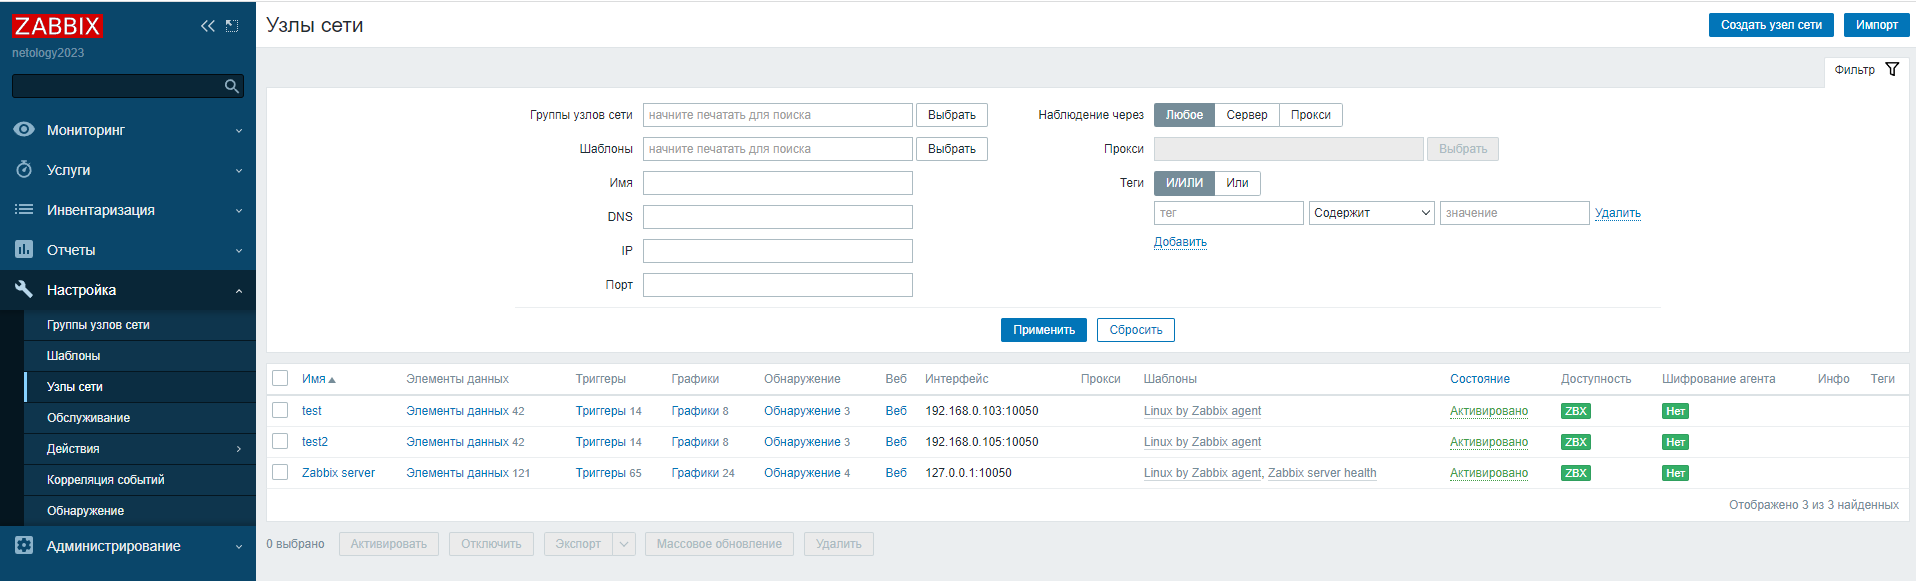 ZABBIX
netology2023
Мониторинг
Услуги
Инвентаризация
Отчеты
Настройка
Группы узлов сети
Шаблоны
Узлы сети
Обслуживание
Действия
Корреляция событий
Обнаружение
Администрирование
Узлы сети
Создать узел сети Импорт
Фильтр
Группы узлов сети начните печатать для поиска Выбрать
Шаблоны начните печатать для поиска Выбрать
Имя
DNS
IP
Порт
Наблюдение через Любое Сервер Прокси
Прокси Выбрать
Теги И/ИЛИ Или
тег Содержит значение Удалить
Добавить
Применить Сбросить
Имя Элементы данных Триггеры Графики Обнаружение Веб Интерфейс Прокси Шаблоны Состояние Доступность Шифрование агента Инфо Теги
test Элементы данных 42 Триггеры 14 Графики 8 Обнаружение 3 Веб 192.168.0.103:10050 Linux by Zabbix agent Активировано ZBX Нет
test2 Элементы данных 42 Триггеры 14 Графики 8 Обнаружение 3 Веб 192.168.0.105:10050 Linux by Zabbix agent Активировано ZBX Нет
Zabbix server Элементы данных 121 Триггеры 65 Графики 24 Обнаружение 4 Веб 127.0.0.1:10050 Linux by Zabbix agent, Zabbix server health Активировано ZBX Нет
Отображено 3 из 3 найденных
0 выбрано Активировать Отключить Экспорт Массовое обновление Удалить